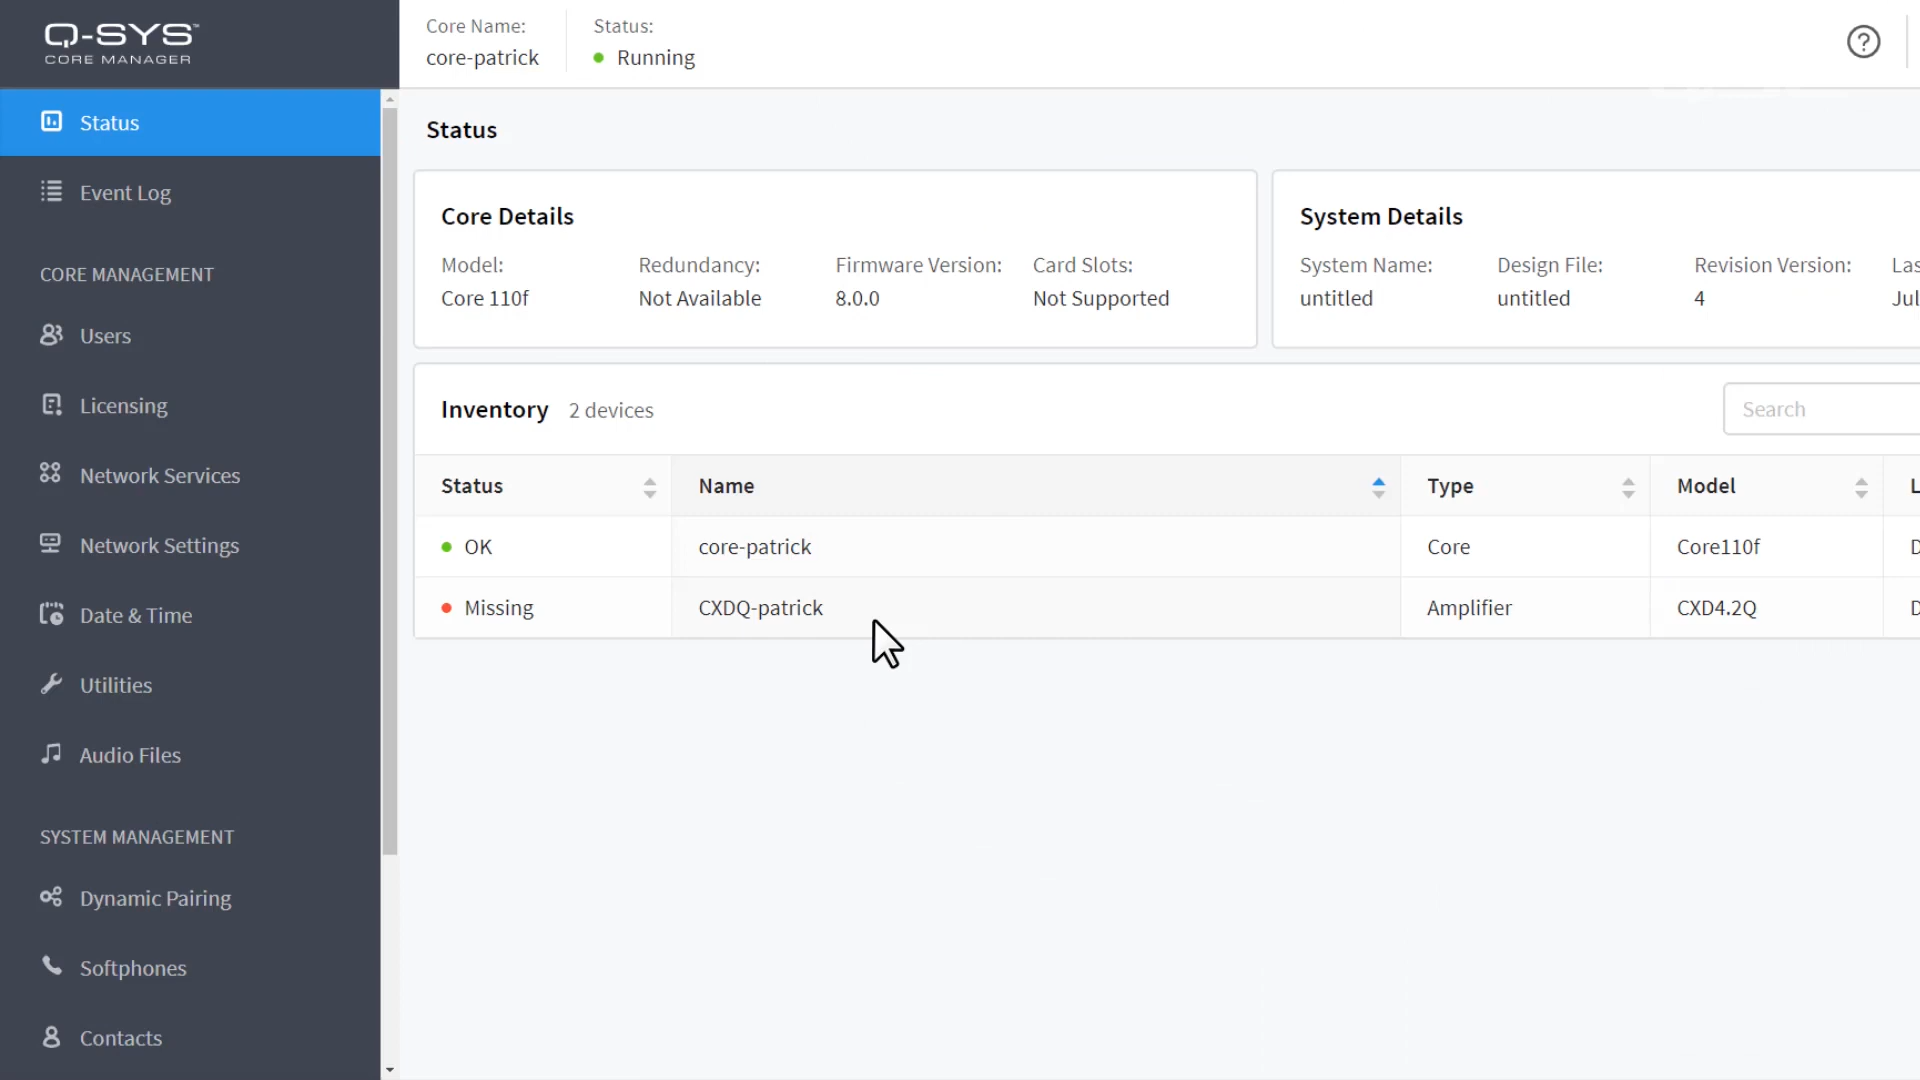 Q-SYS™
CORE MANAGER
Core Name:
core-patrick
Status:
Running
Status
Event Log
CORE MANAGEMENT
Users
Licensing
Network Services
Network Settings
Date & Time
Utilities
Audio Files
SYSTEM MANAGEMENT
Dynamic Pairing
Softphones
Contacts
Status
Core Details
Model:
Core 110f
Redundancy:
Not Available
Firmware Version:
8.0.0
Card Slots:
Not Supported
System Details
System Name:
untitled
Design File:
untitled
Revision Version:
4
Las
Jul
Inventory 2 devices
Search
Status Name Type Model L
OK core-patrick Core Core110f D
Missing CXDQ-patrick Amplifier CXD4.2Q D